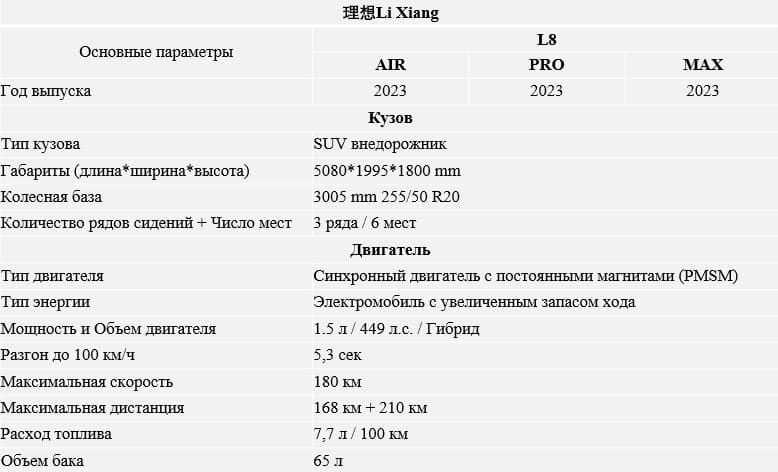 理想Li Xiang
Основные параметры
L8
AIR PRO MAX
Год выпуска 2023 2023 2023
Кузов
Тип кузова SUV внедорожник
Габариты (длина*ширина*высота) 5080*1995*1800 mm
Колесная база 3005 mm 255/50 R20
Количество рядов сидений + Число мест 3 ряда / 6 мест
Двигатель
Тип двигателя Синхронный двигатель с постоянными магнитами (PMSM)
Тип энергии Электромобиль с увеличенным запасом хода
Мощность и Объем двигателя 1.5 л / 449 л.с. / Гибрид
Разгон до 100 км/ч 5,3 сек
Максимальная скорость 180 км
Максимальная дистанция 168 км + 210 км
Расход топлива 7,7 л / 100 км
Объем бака 65 л